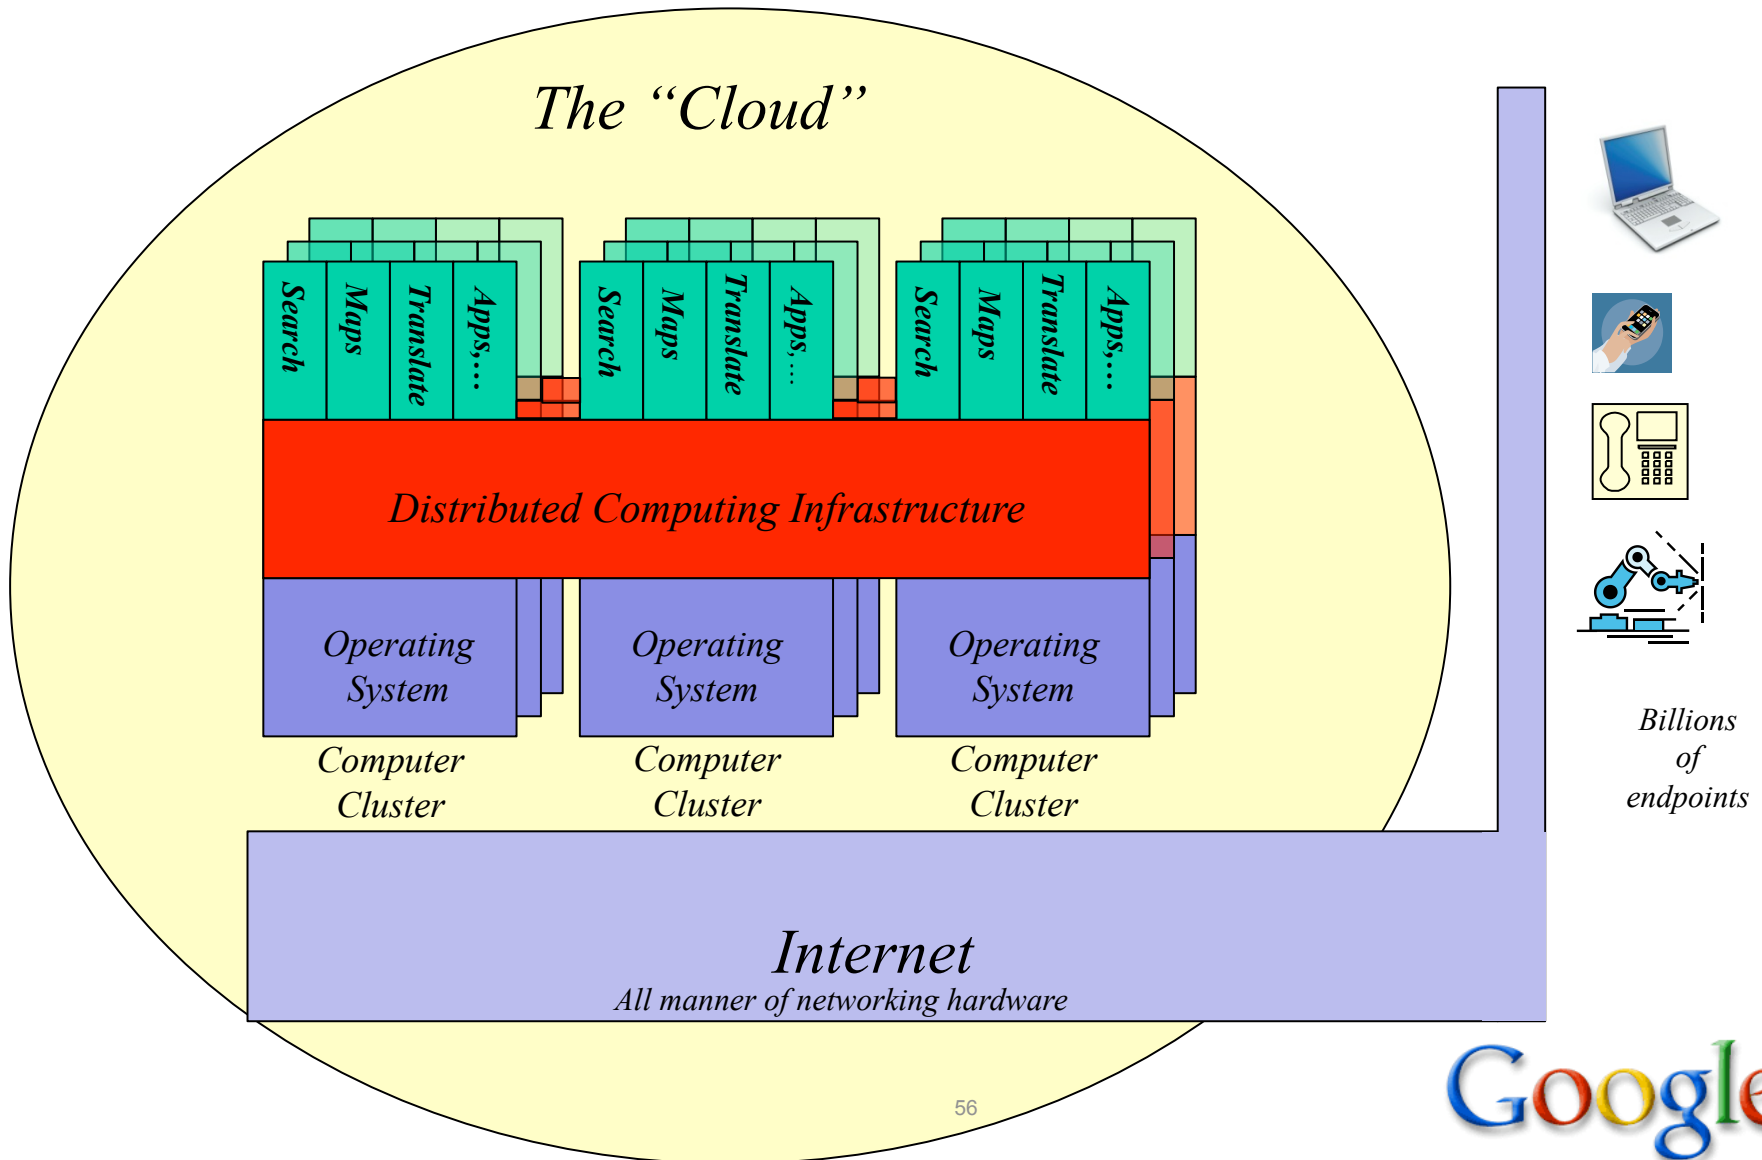 The “Cloud”
Search
Maps
Translate
Apps,…
Search
Maps
Translate
Apps,…
Search
Maps
Translate
Apps,…
Distributed Computing Infrastructure
Operating
System
Operating
System
Operating
System
Computer
Cluster
Computer
Cluster
Computer
Cluster
Billions
of
endpoints
Internet
All manner of networking hardware
56
Google